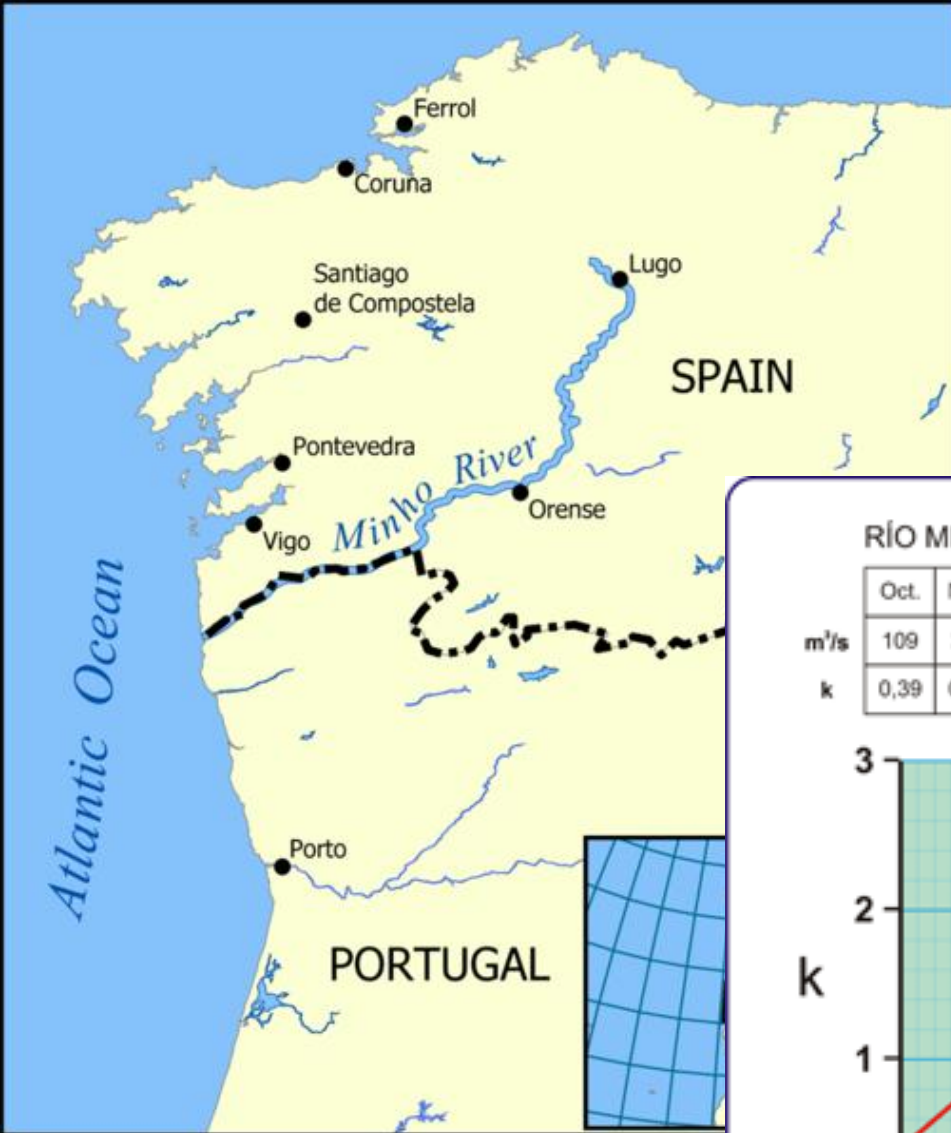 Ferrol
Coruna
Santiago
de Compostela
Lugo
SPAIN
Pontevedra
Minho River
Orense
Vigo
Atlantic Ocean
Porto
PORTUGAL
RÍO
Oct.
m³/s 109
k 0,39
3
2
k
1